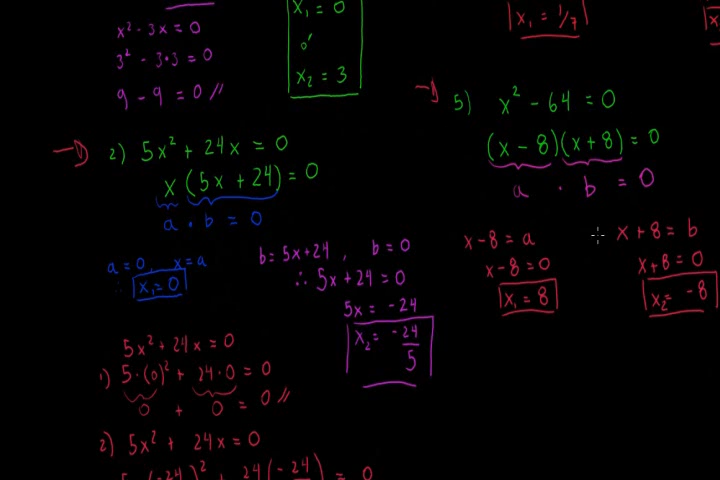 x² - 3x = 0
3² - 3·3 = 0
9 - 9 = 0 //
x₁ = 0
o'
x₂ = 3
x₁ = 1/7
2) 5x² + 24x = 0
x (5x + 24) = 0
a · b = 0
a = 0, x = a
∴ x₁ = 0
b = 5x + 24 , b = 0
∴ 5x + 24 = 0
5x = -24
x₂ = -24/5
5x² + 24x = 0
1) 5·(0)² + 24·0 = 0
0 + 0 = 0 //
2) 5x² + 24x = 0
5) x² - 64 = 0
(x - 8)(x + 8) = 0
a · b = 0
x - 8 = a
x - 8 = 0
x₁ = 8
x + 8 = b
x + 8 = 0
x₂ = -8